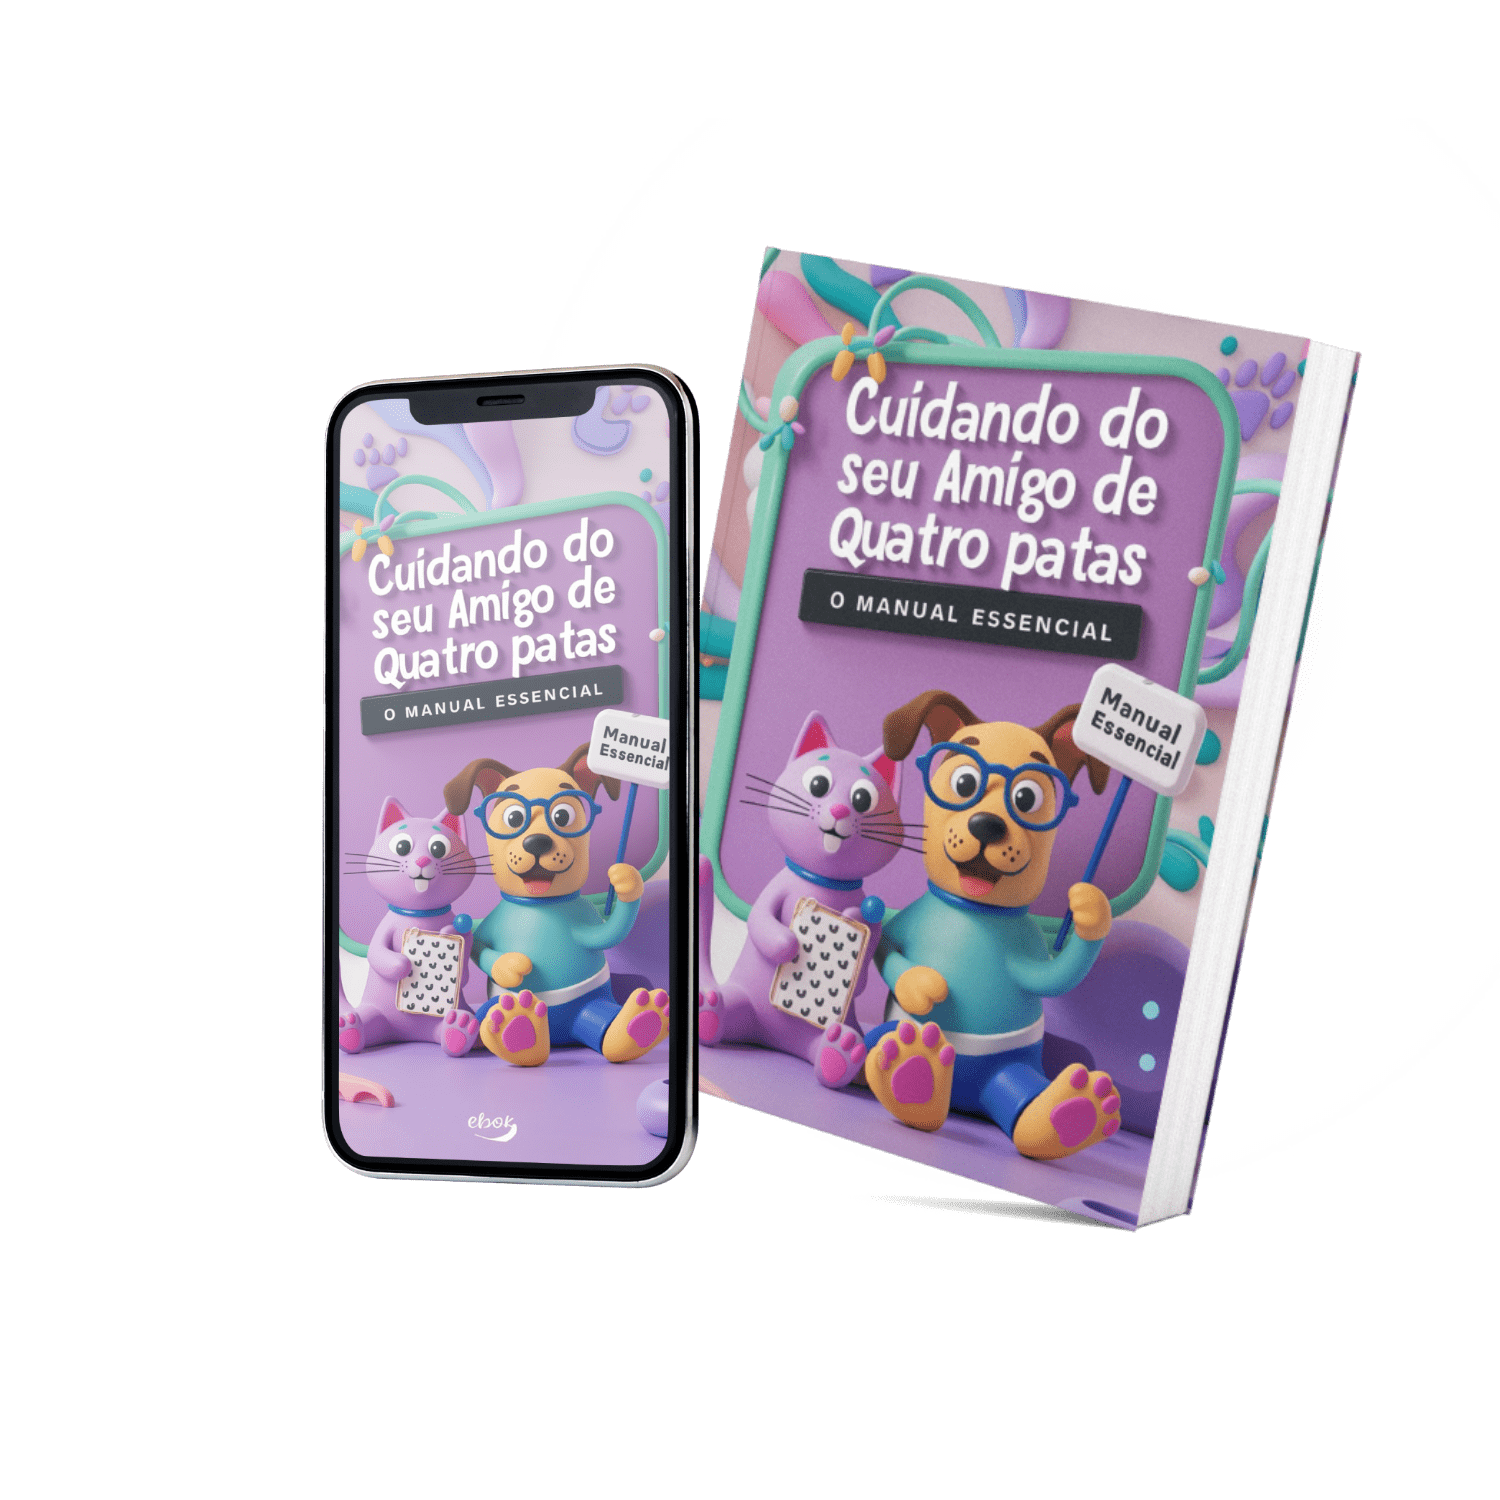 Cuidando do
seu Amigo de
Quatro patas
O MANUAL ESSENCIAL
Manual
Essencial
ebok
Cuidando do
seu Amigo de
Quatro patas
O MANUAL ESSENCIAL
Manual
Essencial